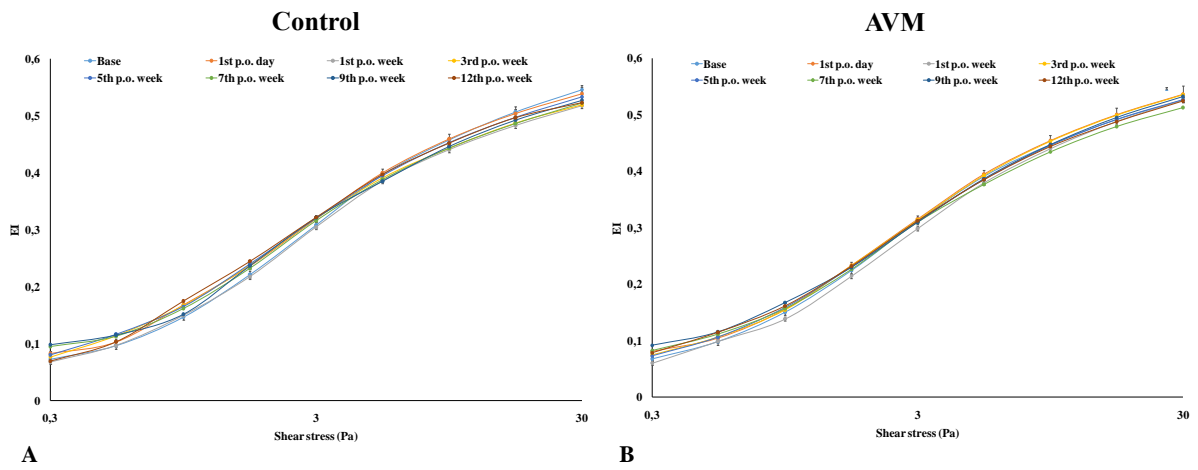 Control
0,6
Base
1st p.o. day
1st p.o. week
3rd p.o. week
5th p.o. week
7th p.o. week
9th p.o. week
12th p.o. week
0,5
0,4
0,3
0,2
0,1
0
EI
0,3
3
30
Shear stress (Pa)
A
AVM
0,6
Base
1st p.o. day
1st p.o. week
3rd p.o. week
5th p.o. week
7th p.o. week
9th p.o. week
12th p.o. week
0,5
0,4
0,3
0,2
0,1
0
EI
0,3
3
30
Shear stress (Pa)
B